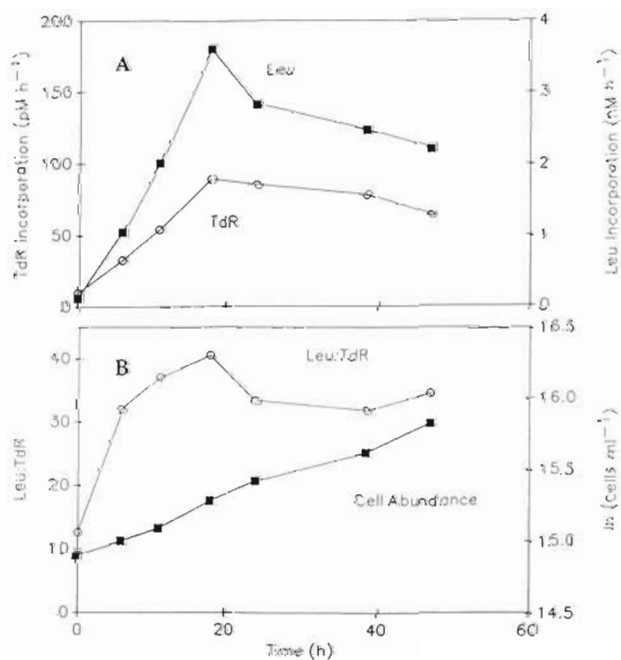 200
150
100
50
0
TdR incorporation (pM h⁻¹)
A
Leu
TdR
4
3
2
1
0
Leu Incorporation (nM h⁻¹)
40
30
20
10
0
Leu:TdR
B
Leu:TdR
Cell Abundance
16.5
16.0
15.5
15.0
14.5
ln (cells ml⁻¹)
0
20
40
60
Time (h)